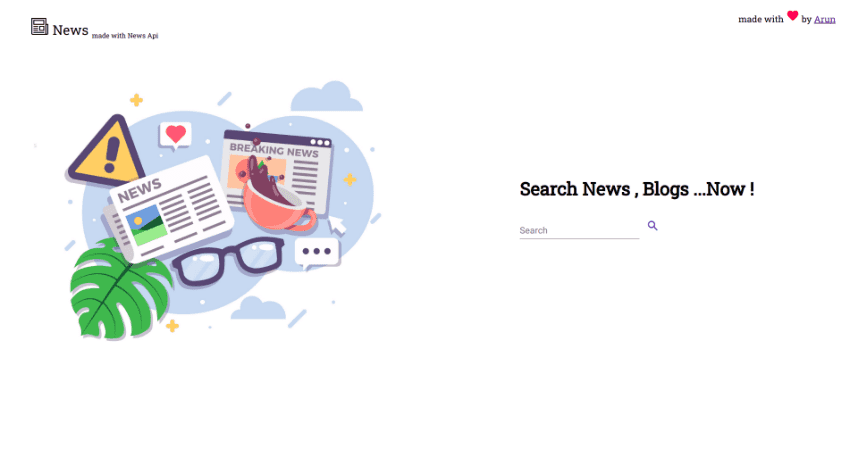 News made with News Api
made with by Arun
BREAKING NEWS
NEWS
Search News , Blogs ...Now !
Search